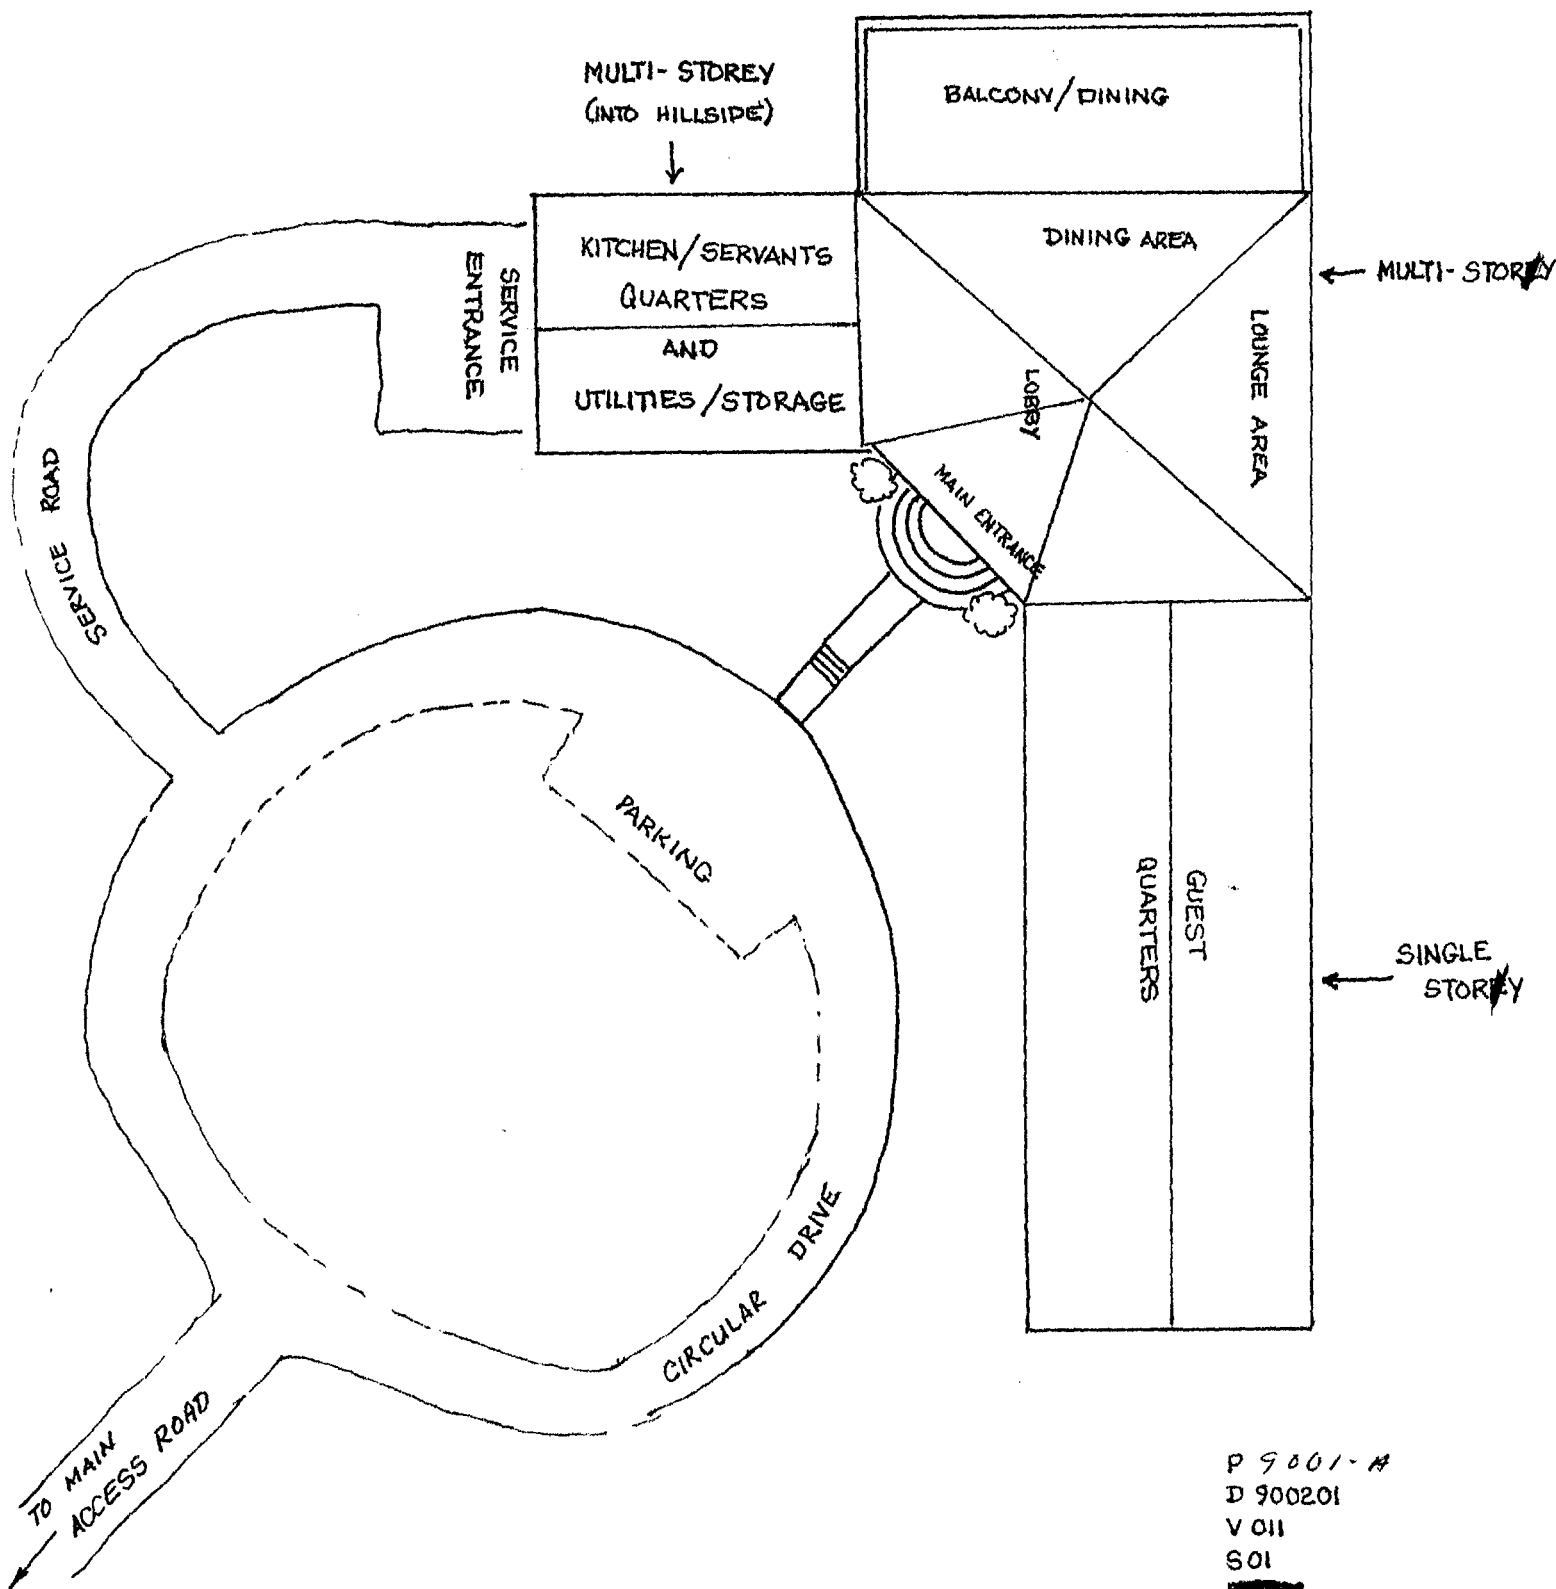 MULTI-STOREY
(INTO HILLSIDE)
BALCONY/DINING
KITCHEN/SERVANTS
QUARTERS
AND
UTILITIES/STORAGE
SERVICE
ENTRANCE
DINING AREA
MULTI-STOREY
LOUNGE AREA
LOBBY
MAIN ENTRANCE
SERVICE ROAD
PARKING
GUEST
QUARTERS
SINGLE
STOREY
CIRCULAR DRIVE
TO MAIN
ACCESS ROAD
P 9001-A
D 900201
V 011
S01